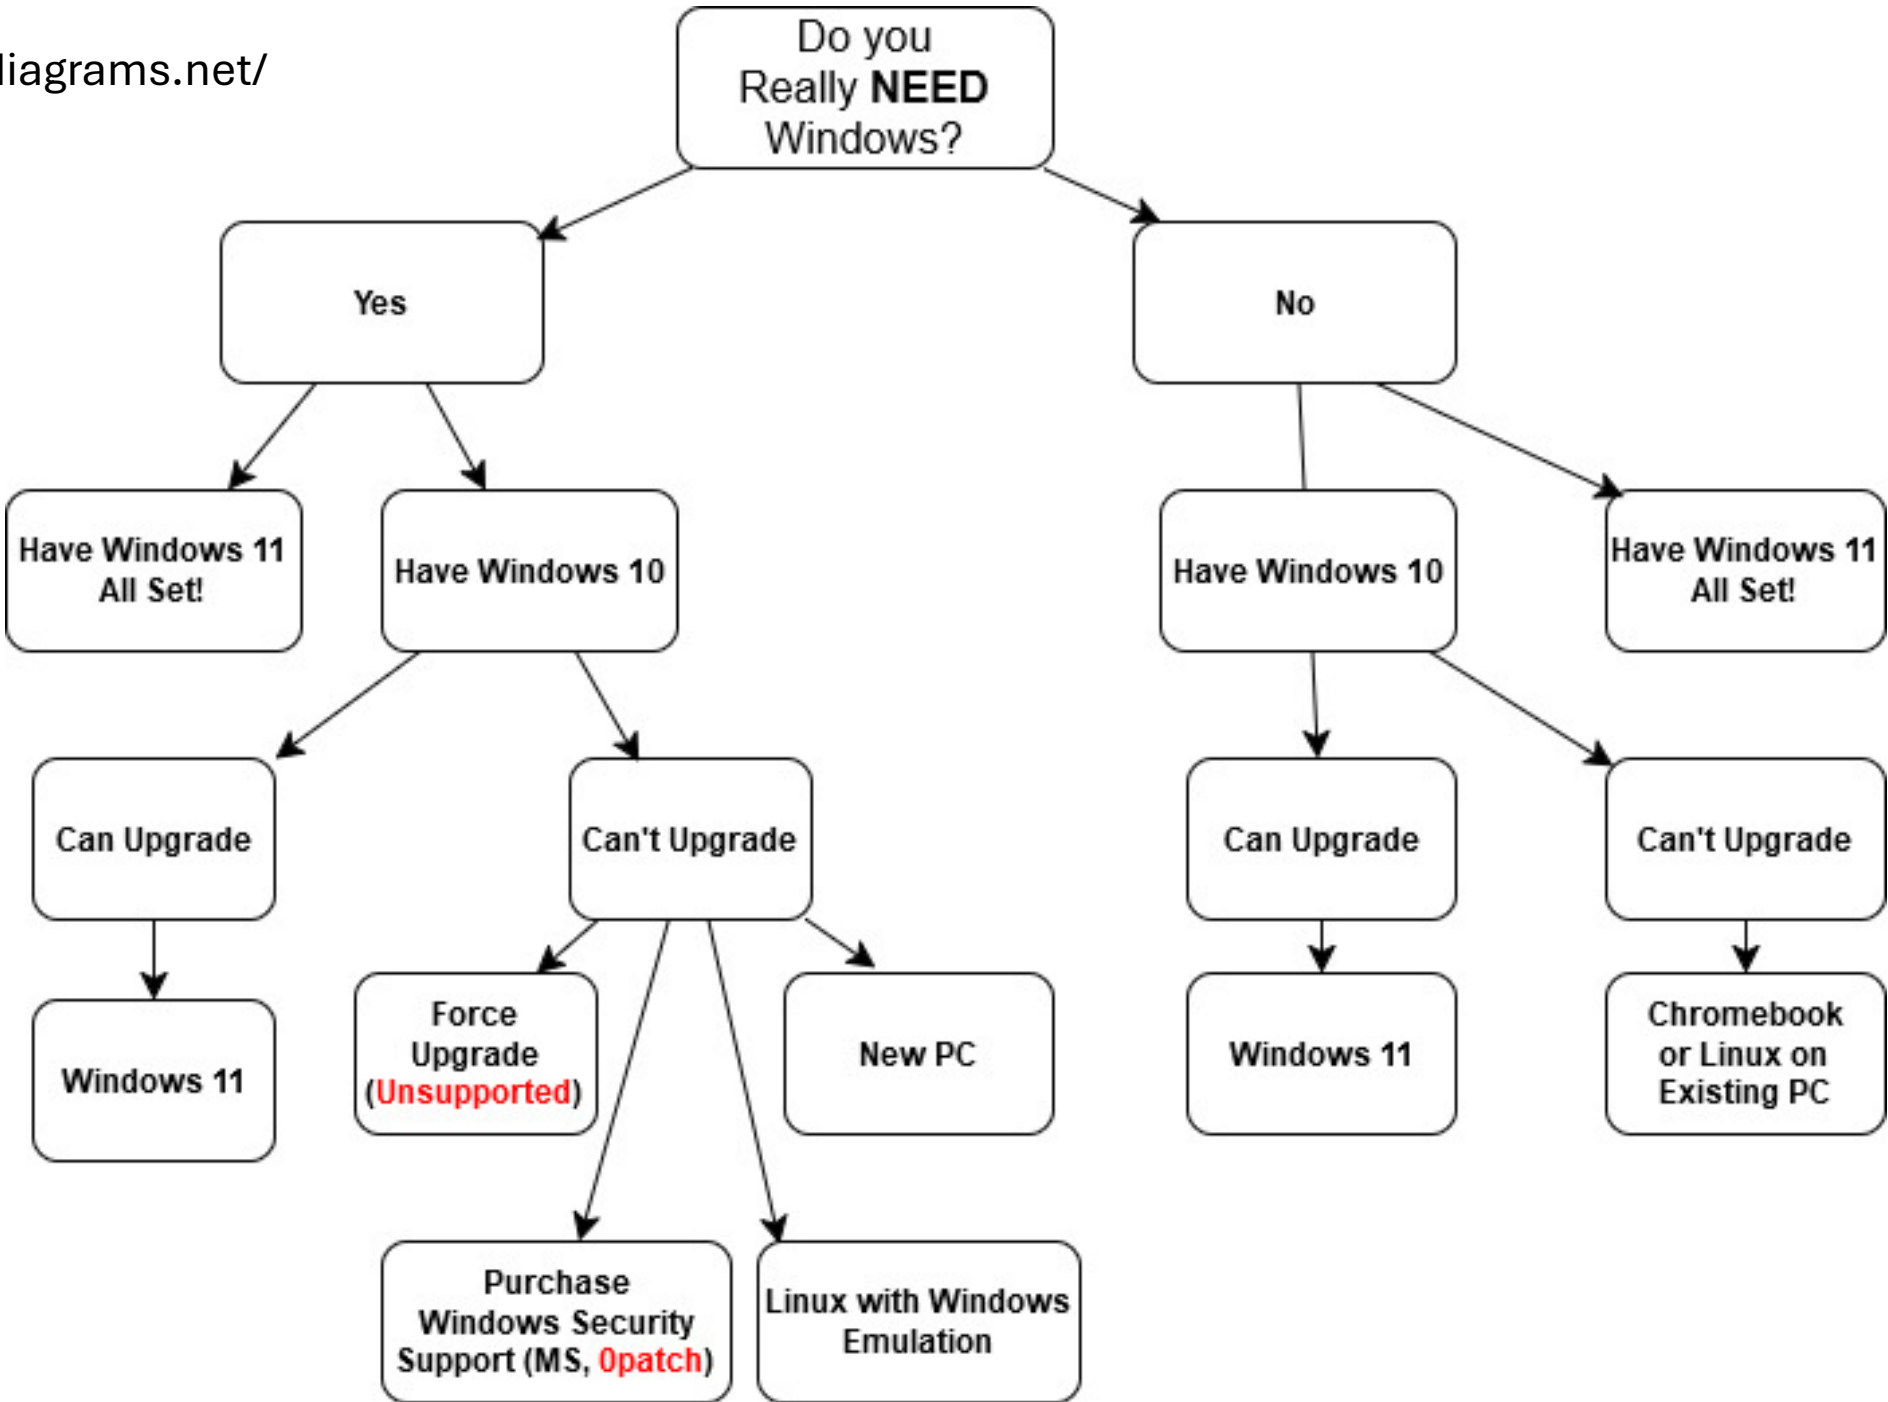 diagrams.net/
Do you
Really NEED
Windows?
Yes
No
Have Windows 11
All Set!
Have Windows 10
Have Windows 10
Have Windows 11
All Set!
Can Upgrade
Can't Upgrade
Can Upgrade
Can't Upgrade
Windows 11
Force
Upgrade
(Unsupported)
New PC
Windows 11
Chromebook
or Linux on
Existing PC
Purchase
Windows Security
Support (MS, 0patch)
Linux with Windows
Emulation